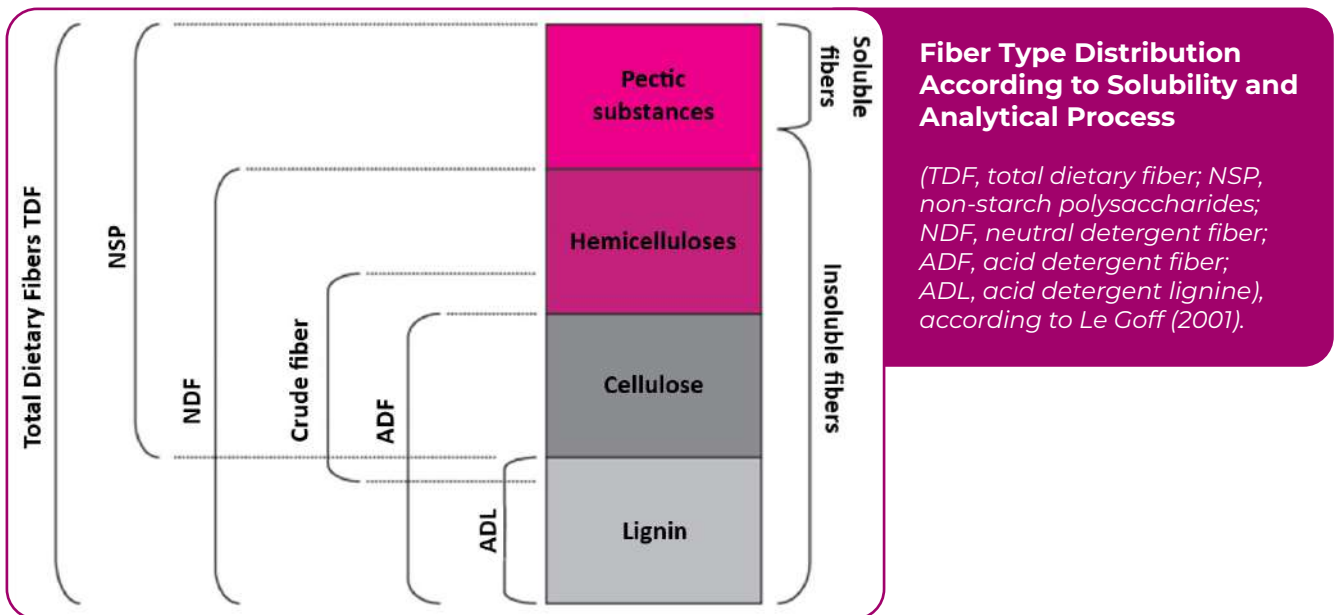 Total Dietary Fibers TDF
NSP
NDF
Crude fiber
ADF
ADL
Pectic
substances
Hemicelluloses
Cellulose
Lignin
Soluble
fibers
Insoluble fibers
Fiber Type Distribution
According to Solubility and
Analytical Process
(TDF, total dietary fiber; NSP,
non-starch polysaccharides;
NDF, neutral detergent fiber;
ADF, acid detergent fiber;
ADL, acid detergent lignine),
according to Le Goff (2001).